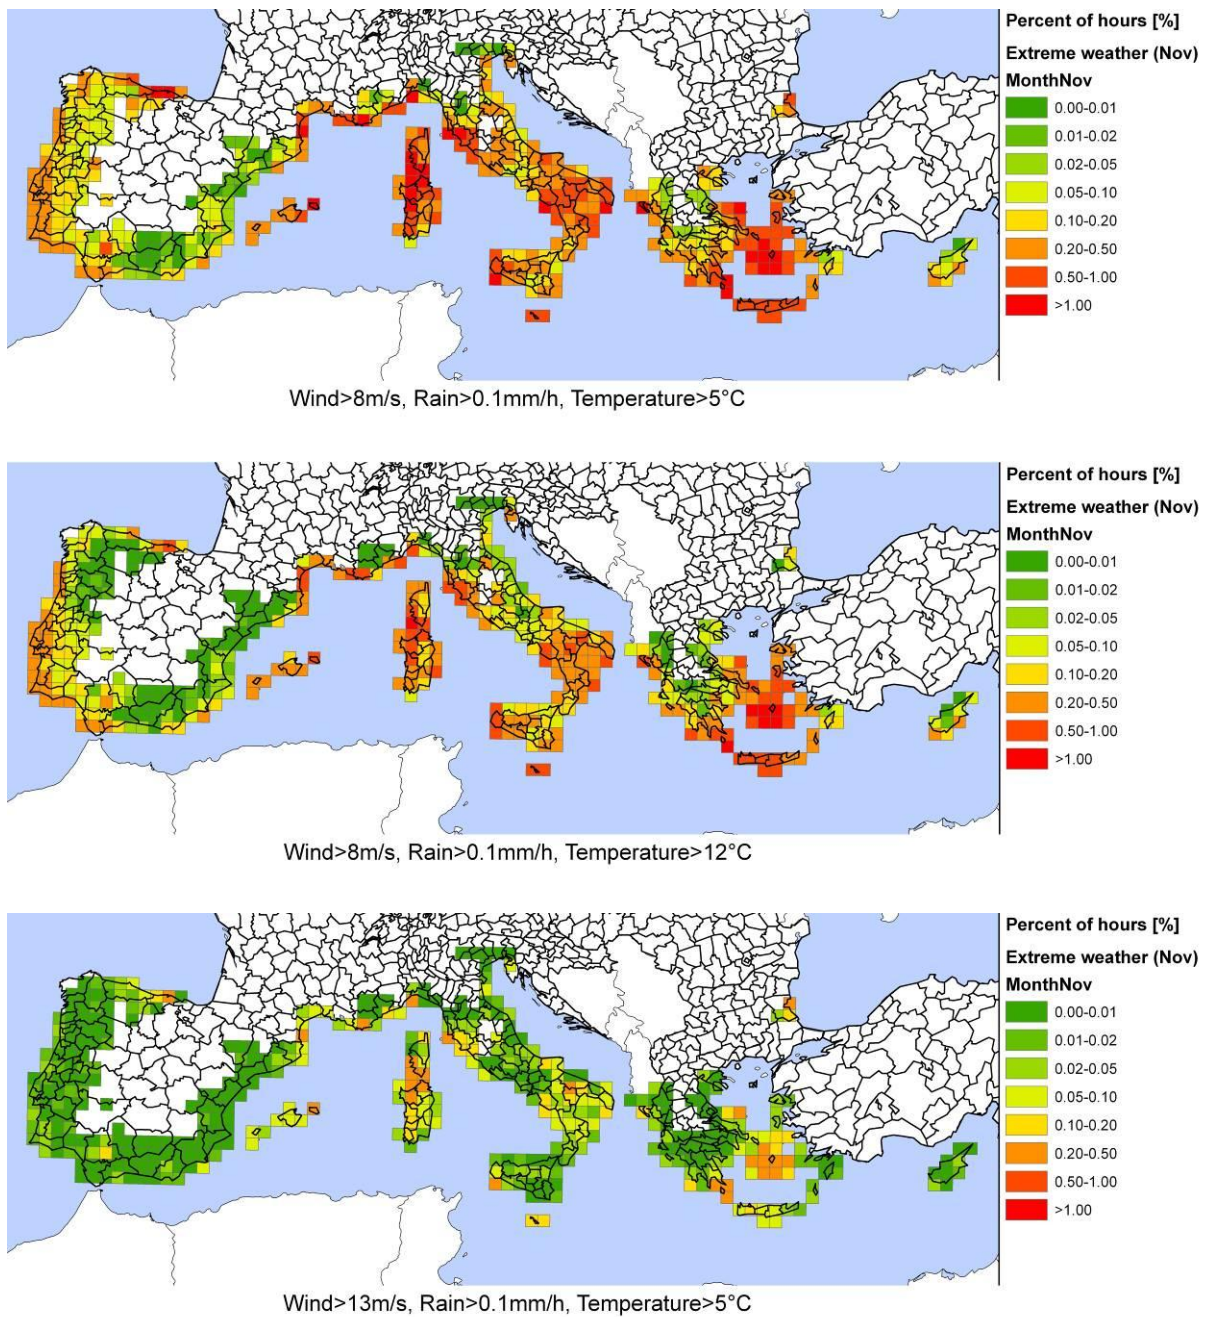 Percent of hours [%]
Extreme weather (Nov)
MonthNov
0.00-0.01
0.01-0.02
0.02-0.05
0.05-0.10
0.10-0.20
0.20-0.50
0.50-1.00
>1.00
Wind>8m/s, Rain>0.1mm/h, Temperature>5°C
Percent of hours [%]
Extreme weather (Nov)
MonthNov
0.00-0.01
0.01-0.02
0.02-0.05
0.05-0.10
0.10-0.20
0.20-0.50
0.50-1.00
>1.00
Wind>8m/s, Rain>0.1mm/h, Temperature>12°C
Percent of hours [%]
Extreme weather (Nov)
MonthNov
0.00-0.01
0.01-0.02
0.02-0.05
0.05-0.10
0.10-0.20
0.20-0.50
0.50-1.00
>1.00
Wind>13m/s, Rain>0.1mm/h, Temperature>5°C